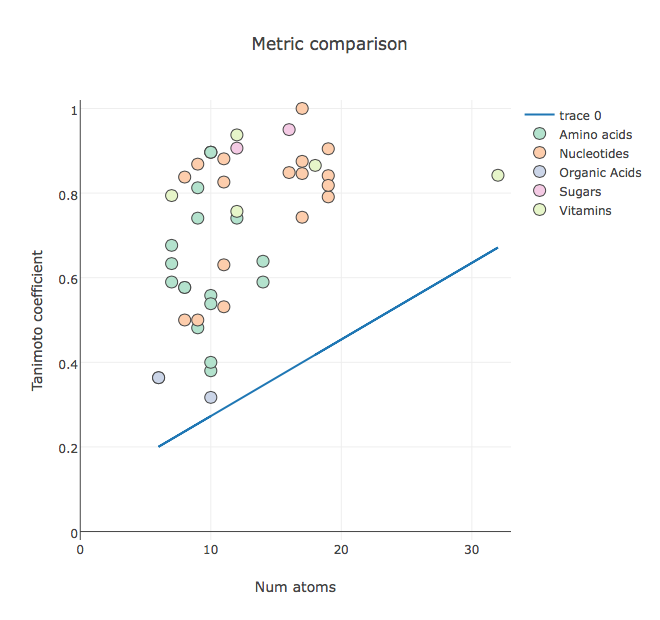 Metric comparison
1
0.8
0.6
0.4
0.2
0
Tanimoto coefficient
0
10
20
30
Num atoms
trace 0
Amino acids
Nucleotides
Organic Acids
Sugars
Vitamins